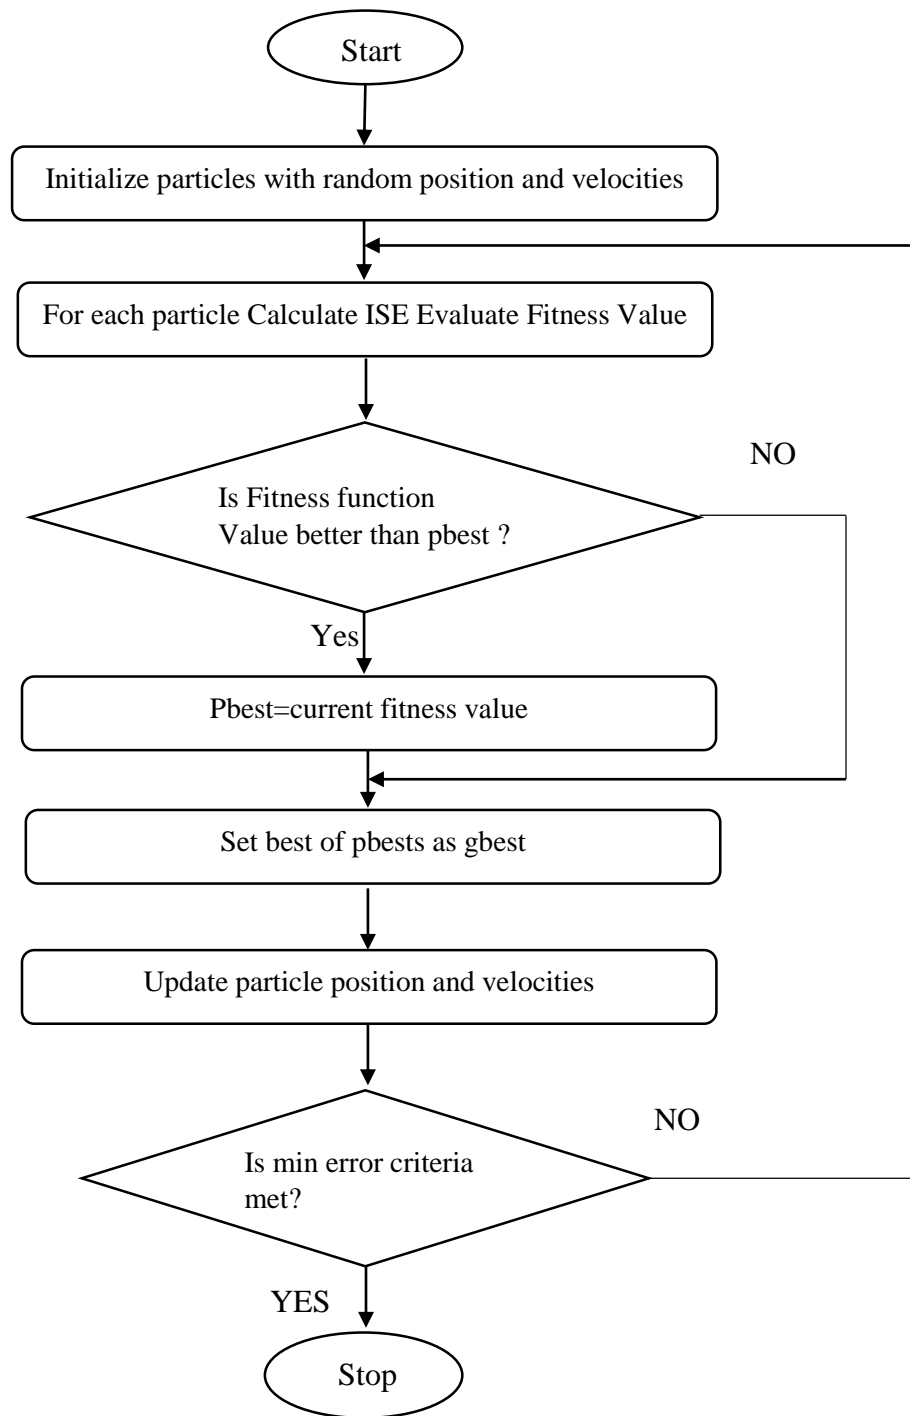 Start
Initialize particles with random position and velocities
For each particle Calculate ISE Evaluate Fitness Value
NO
Is Fitness function
Value better than pbest ?
Yes
Pbest=current fitness value
Set best of pbests as gbest
Update particle position and velocities
NO
Is min error criteria
met?
YES
Stop